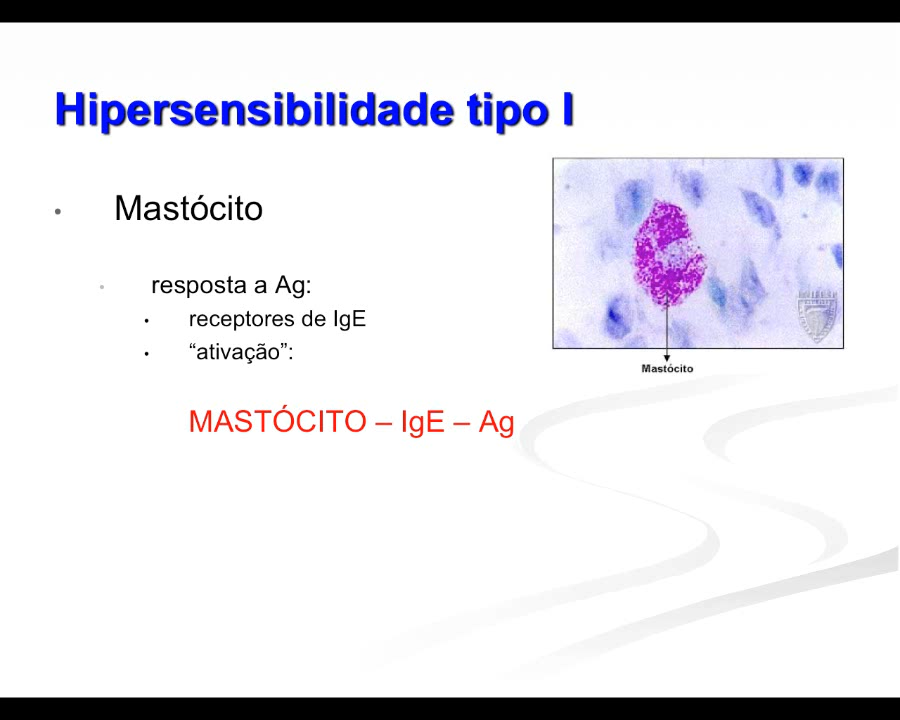 Hipersensibilidade tipo I
• Mastócito
• resposta a Ag:
• receptores de IgE
• “ativação”:
MASTÓCITO – IgE – Ag
Mastócito